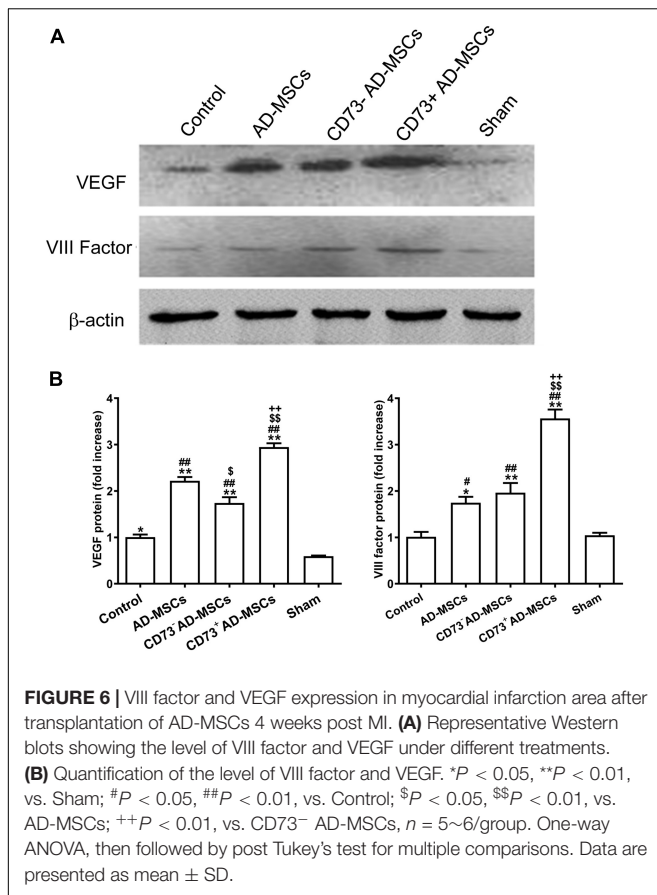 A
Control
AD-MSCs
CD73- AD-MSCs
CD73+ AD-MSCs
Sham
VEGF
VIII Factor
β-actin
B
VEGF protein (fold increase)
4
3
2
1
0
*
##
**
$
##
**
++
$$
##
**
Control
AD-MSCs
CD73⁻AD-MSCs
CD73⁺ AD-MSCs
Sham
VIII factor protein (fold increase)
4
3
2
1
0
#
*
##
**
++
$$
##
**
Control
AD-MSCs
CD73⁻AD-MSCs
CD73⁺ AD-MSCs
Sham
FIGURE 6 | VIII factor and VEGF expression in myocardial infarction area after
transplantation of AD-MSCs 4 weeks post MI. (A) Representative Western
blots showing the level of VIII factor and VEGF under different treatments.
(B) Quantification of the level of VIII factor and VEGF. *P < 0.05, **P < 0.01,
vs. Sham; #P < 0.05, ##P < 0.01, vs. Control; $P < 0.05, $$P < 0.01, vs.
AD-MSCs; ++P < 0.01, vs. CD73− AD-MSCs, n = 5~6/group. One-way
ANOVA, then followed by post Tukey's test for multiple comparisons. Data are
presented as mean ± SD.